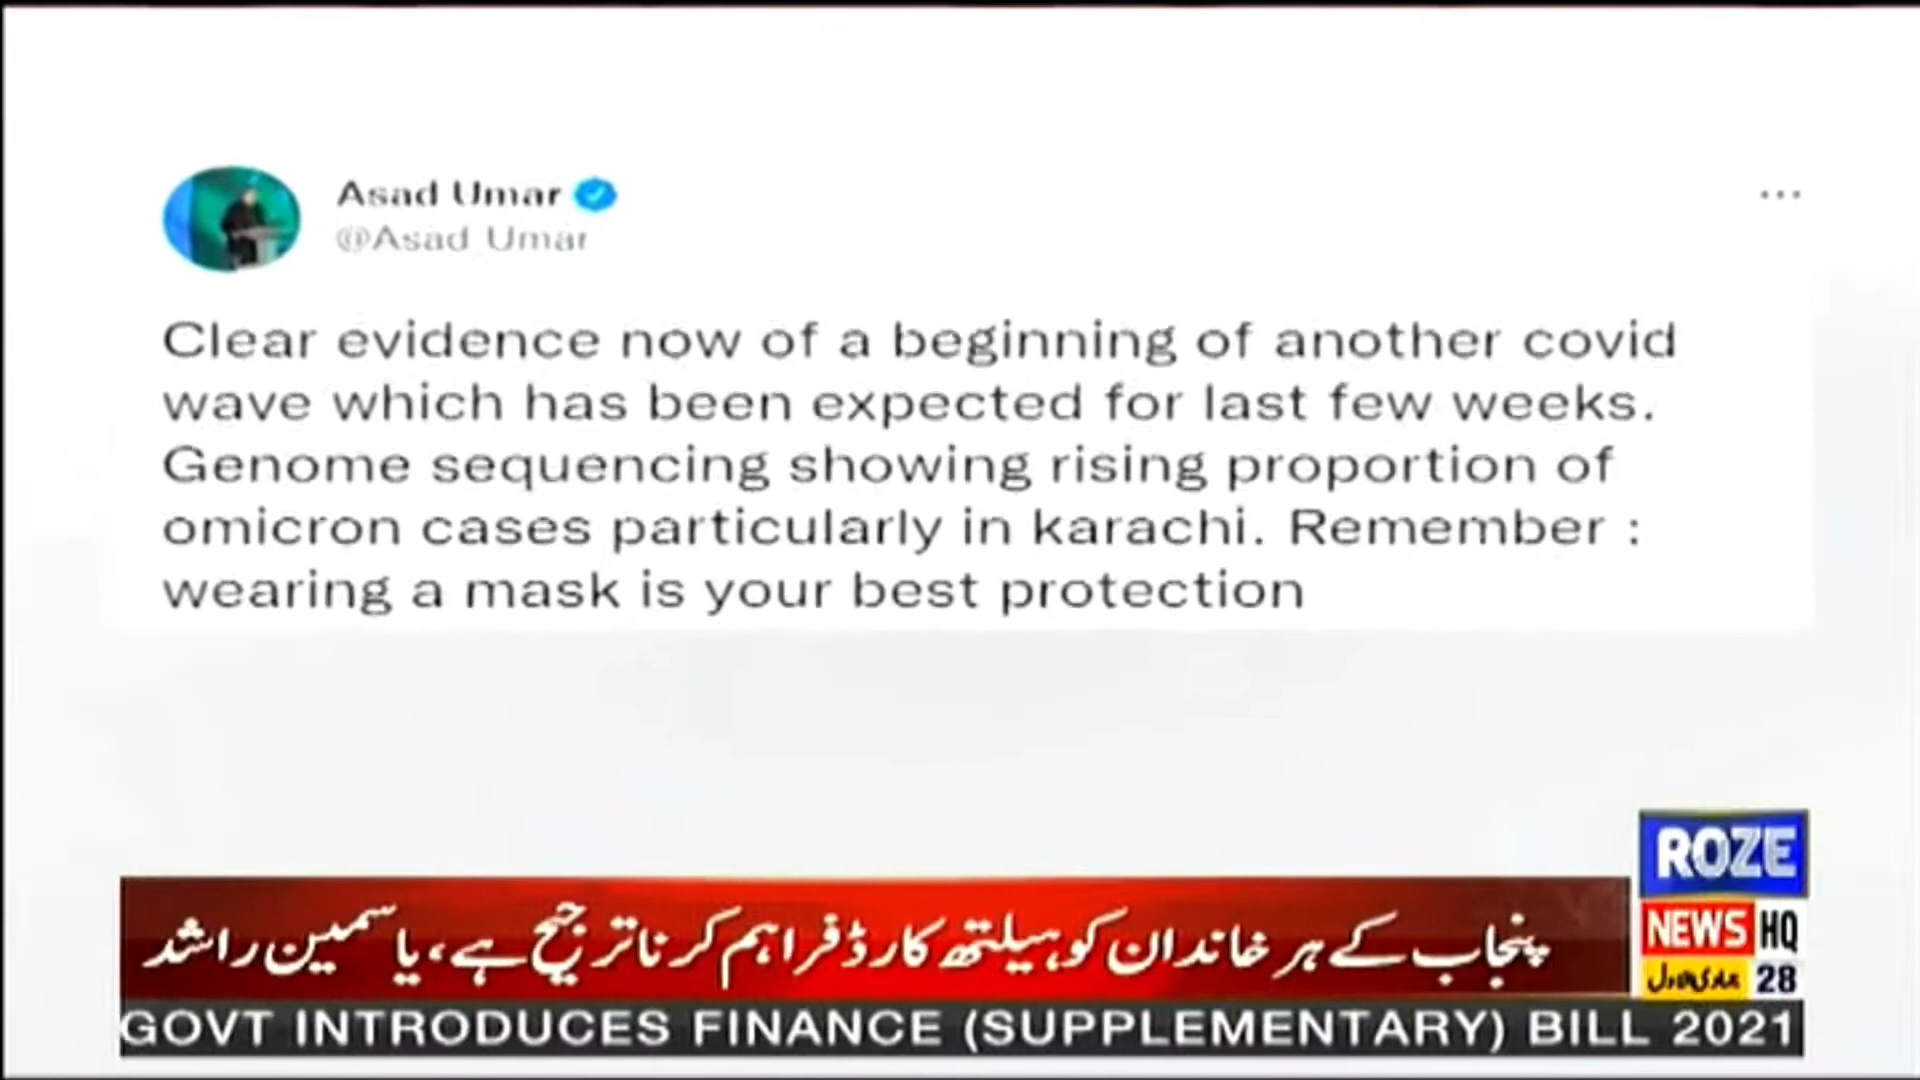 Asad Umar
@Asad_Umar
Clear evidence now of a beginning of another covid
wave which has been expected for last few weeks.
Genome sequencing showing rising proportion of
omicron cases particularly in karachi. Remember :
wearing a mask is your best protection
ROZE
NEWS HQ
28
پنجاب کے ہر خاندان کو ہیلتھ کارڈ فراہم کرنا ترجیح ہے، یاسمین راشد
GOVT INTRODUCES FINANCE (SUPPLEMENTARY) BILL 2021